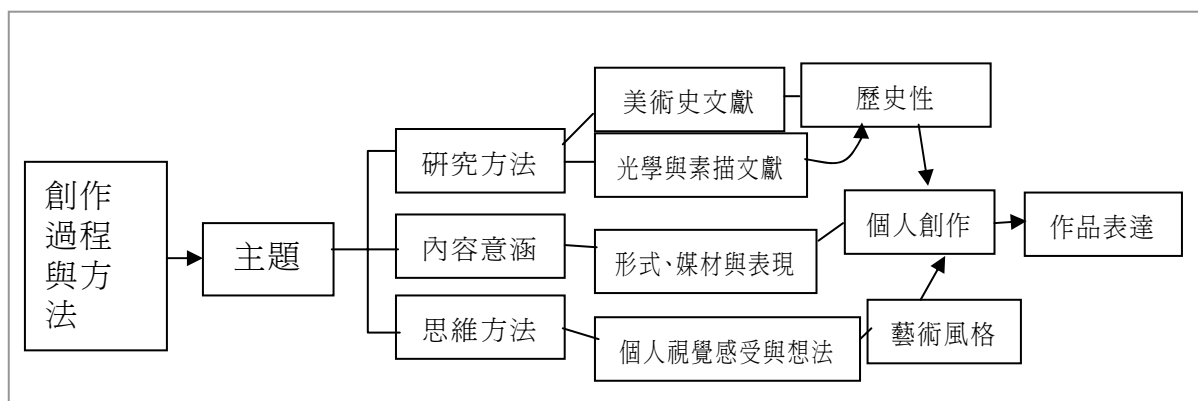 創作
過程
與方
法
主題
研究方法
內容意涵
思維方法
美術史文獻
光學與素描文獻
形式、媒材與表現
個人視覺感受與想法
歷史性
個人創作
藝術風格
作品表達